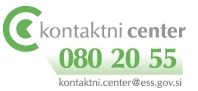 kontaktni center
080 20 55
kontaktni.center@ess.gov.si